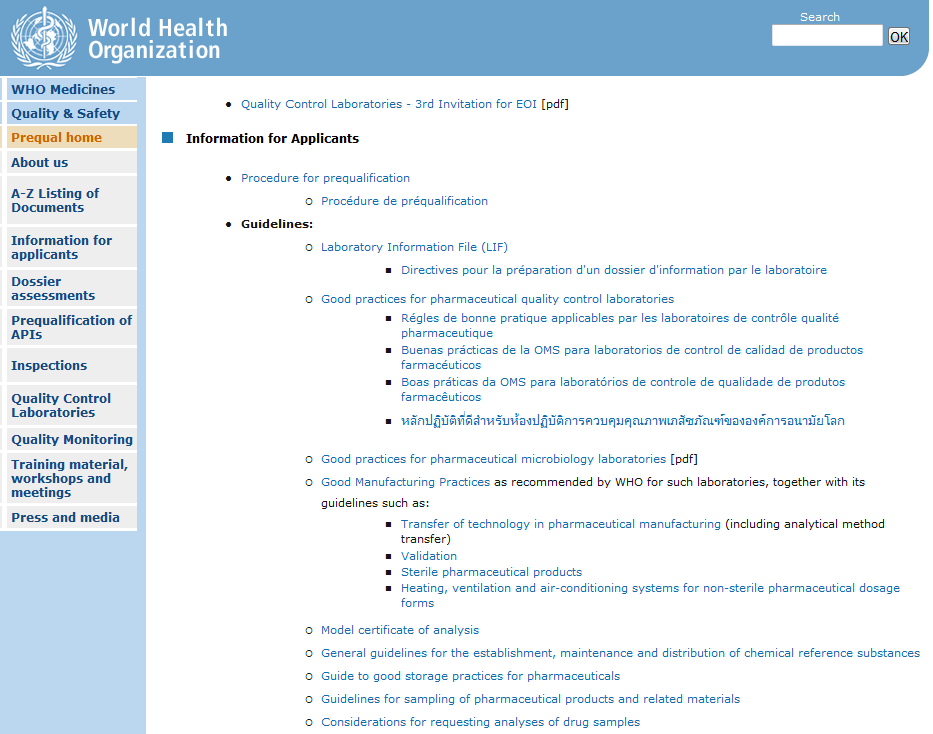 World Health
Organization
Search
OK
WHO Medicines
Quality & Safety
Prequal home
About us
A-Z Listing of
Documents
Information for
applicants
Dossier
assessments
Prequalification of
APIs
Inspections
Quality Control
Laboratories
Quality Monitoring
Training material,
workshops and
meetings
Press and media
Quality Control Laboratories - 3rd Invitation for EOI [pdf]
Information for Applicants
Procedure for prequalification
Procédure de préqualification
Guidelines:
Laboratory Information File (LIF)
Directives pour la préparation d'un dossier d'information par le laboratoire
Good practices for pharmaceutical quality control laboratories
Régles de bonne pratique applicables par les laboratoires de contrôle qualité
pharmaceutique
Buenas prácticas de la OMS para laboratorios de control de calidad de productos
farmacéuticos
Boas práticas da OMS para laboratórios de controle de qualidade de produtos
farmacêuticos
หลักปฏิบัติที่ดีสำหรับห้องปฏิบัติการควบคุมคุณภาพเภสัชภัณฑ์ขององค์การอนามัยโลก
Good practices for pharmaceutical microbiology laboratories [pdf]
Good Manufacturing Practices as recommended by WHO for such laboratories, together with its
guidelines such as:
Transfer of technology in pharmaceutical manufacturing (including analytical method
transfer)
Validation
Sterile pharmaceutical products
Heating, ventilation and air-conditioning systems for non-sterile pharmaceutical dosage
forms
Model certificate of analysis
General guidelines for the establishment, maintenance and distribution of chemical reference substances
Guide to good storage practices for pharmaceuticals
Guidelines for sampling of pharmaceutical products and related materials
Considerations for requesting analyses of drug samples